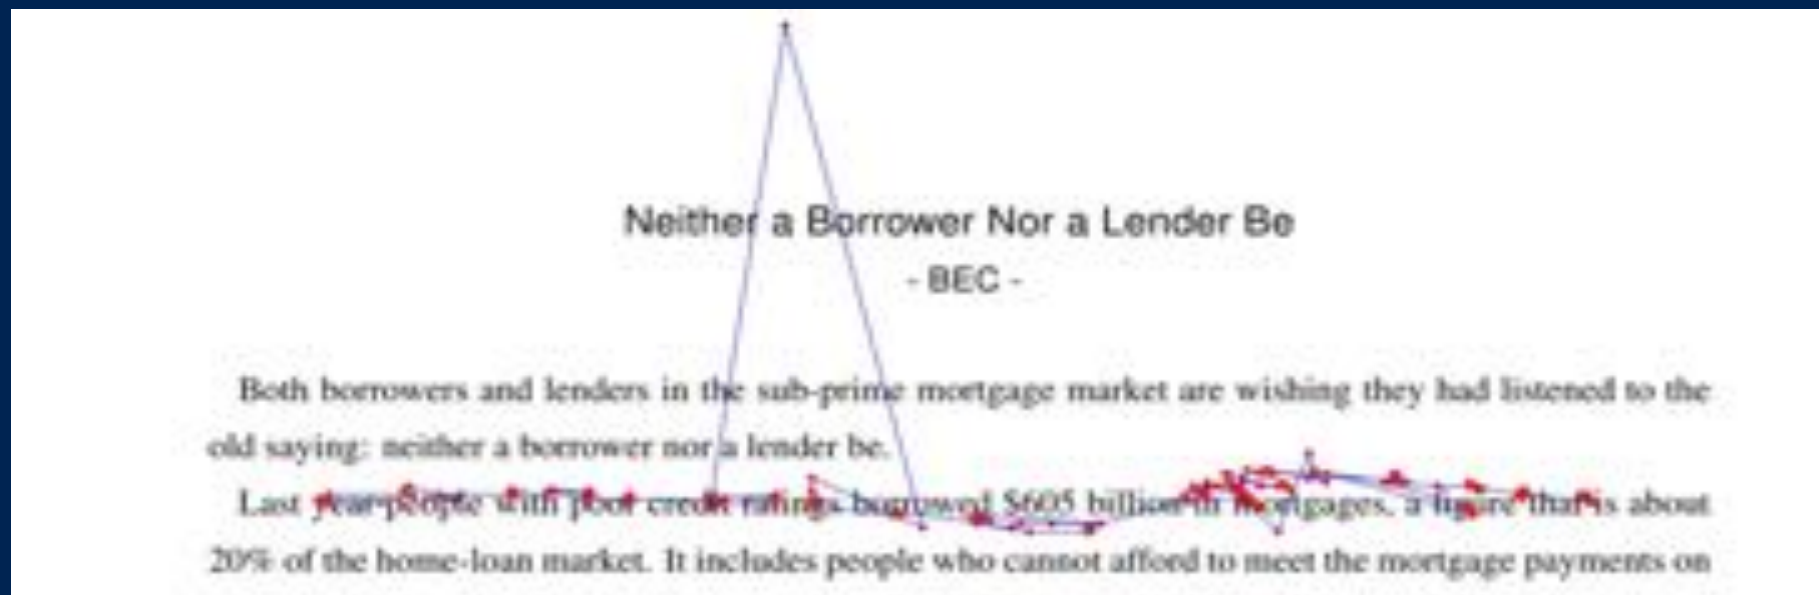 Neither a Borrower Nor a Lender Be
- BEC -
Both borrowers and lenders in the sub-prime mortgage market are wishing they had listened to the
old saying: neither a borrower nor a lender be.
Last year people with poor credit ratings borrowed $605 billion in mortgages, a figure that is about
20% of the home-loan market. It includes people who cannot afford to meet the mortgage payments on